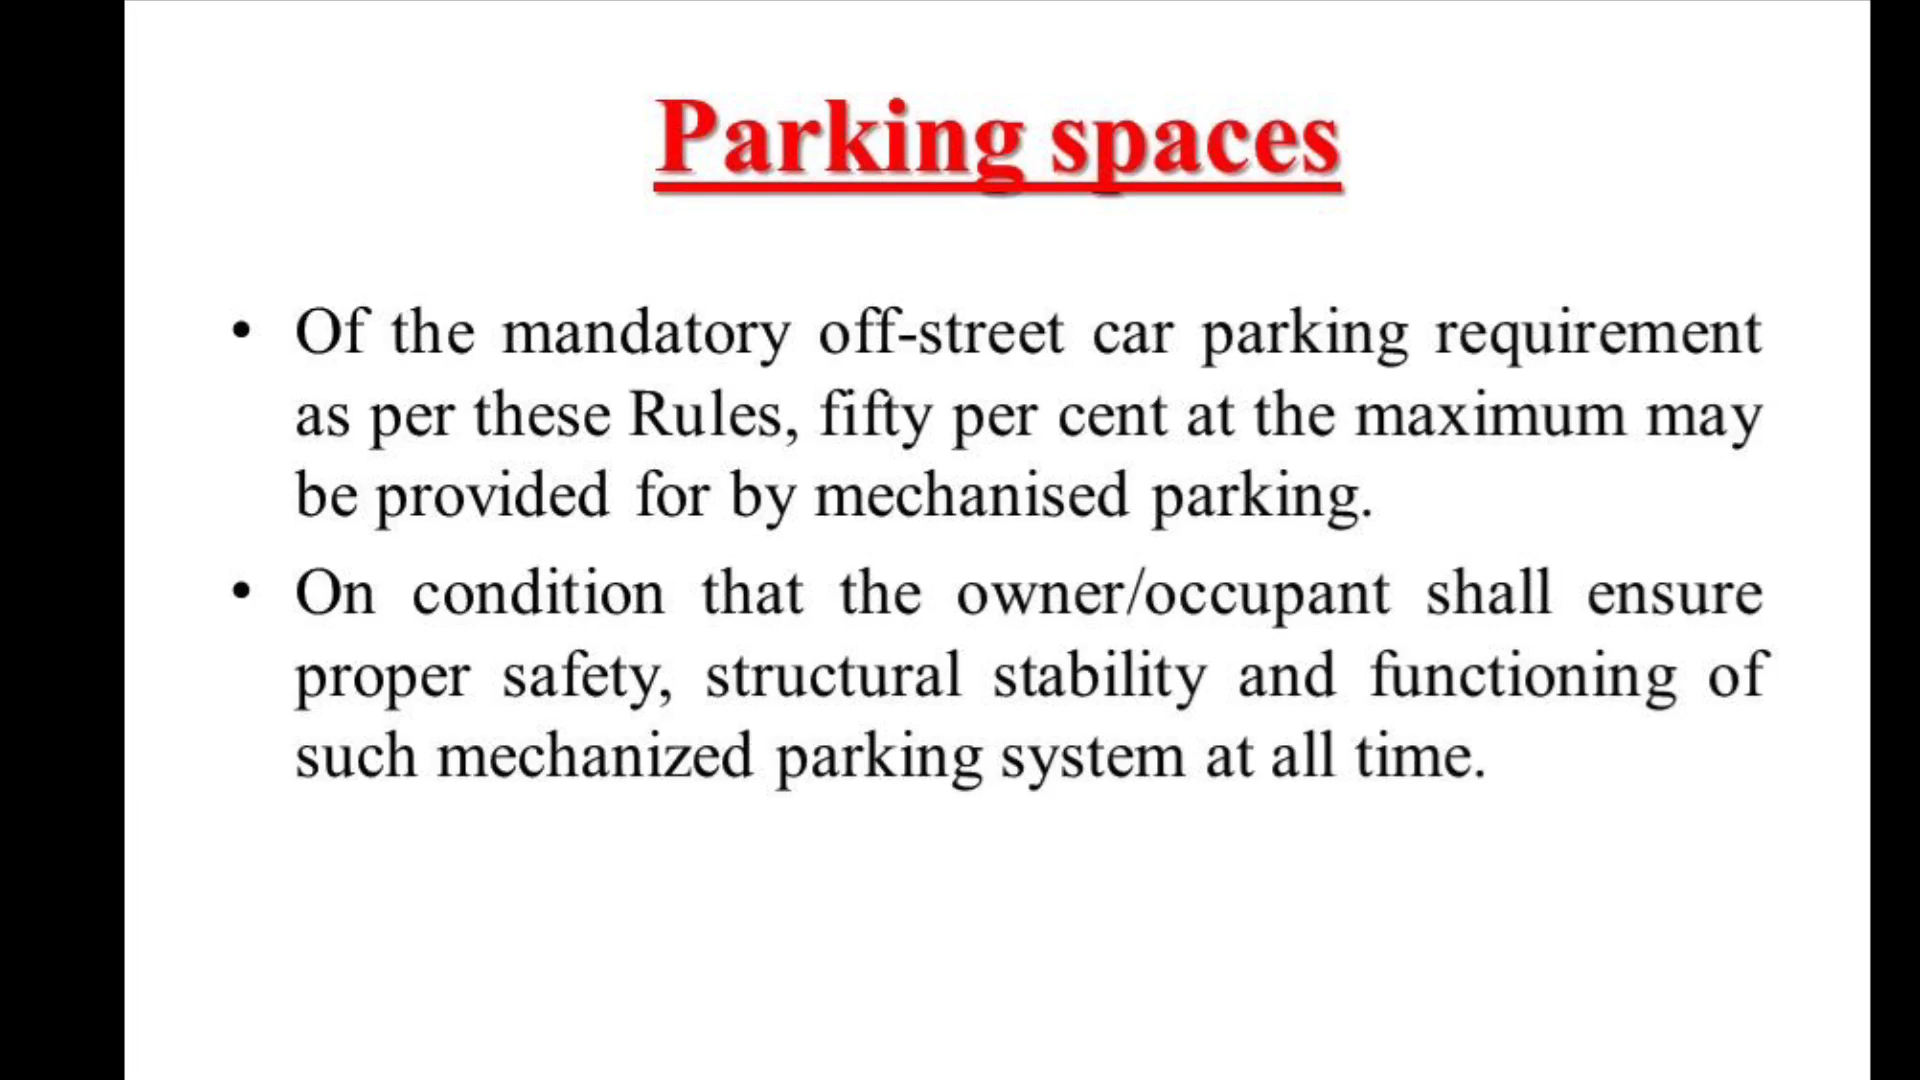 Parking spaces
• Of the mandatory off-street car parking requirement
as per these Rules, fifty per cent at the maximum may
be provided for by mechanised parking.
• On condition that the owner/occupant shall ensure
proper safety, structural stability and functioning of
such mechanized parking system at all time.